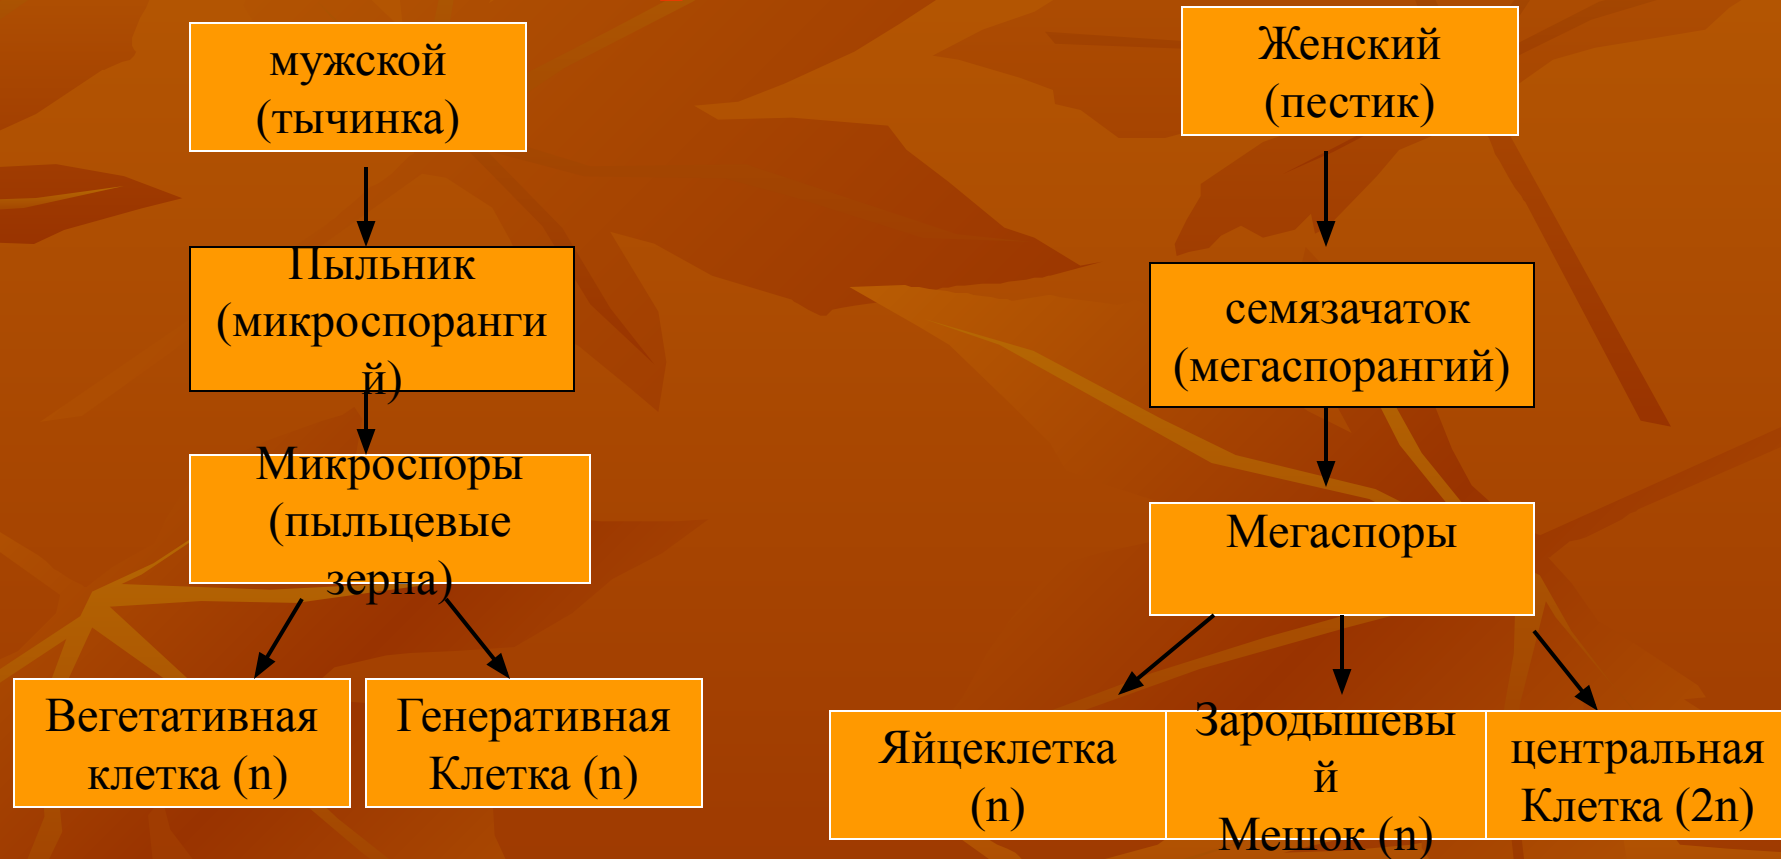 мужской
(тычинка)
Пыльник
(микроспоранги
й)
Микроспоры
(пыльцевые
зерна)
Вегетативная
клетка (n)
Генеративная
Клетка (n)
Женский
(пестик)
семязачаток
(мегаспорангий)
Мегаспоры
Яйцеклетка
(n)
Зародышевы
й
Мешок (n)
центральная
Клетка (2n)